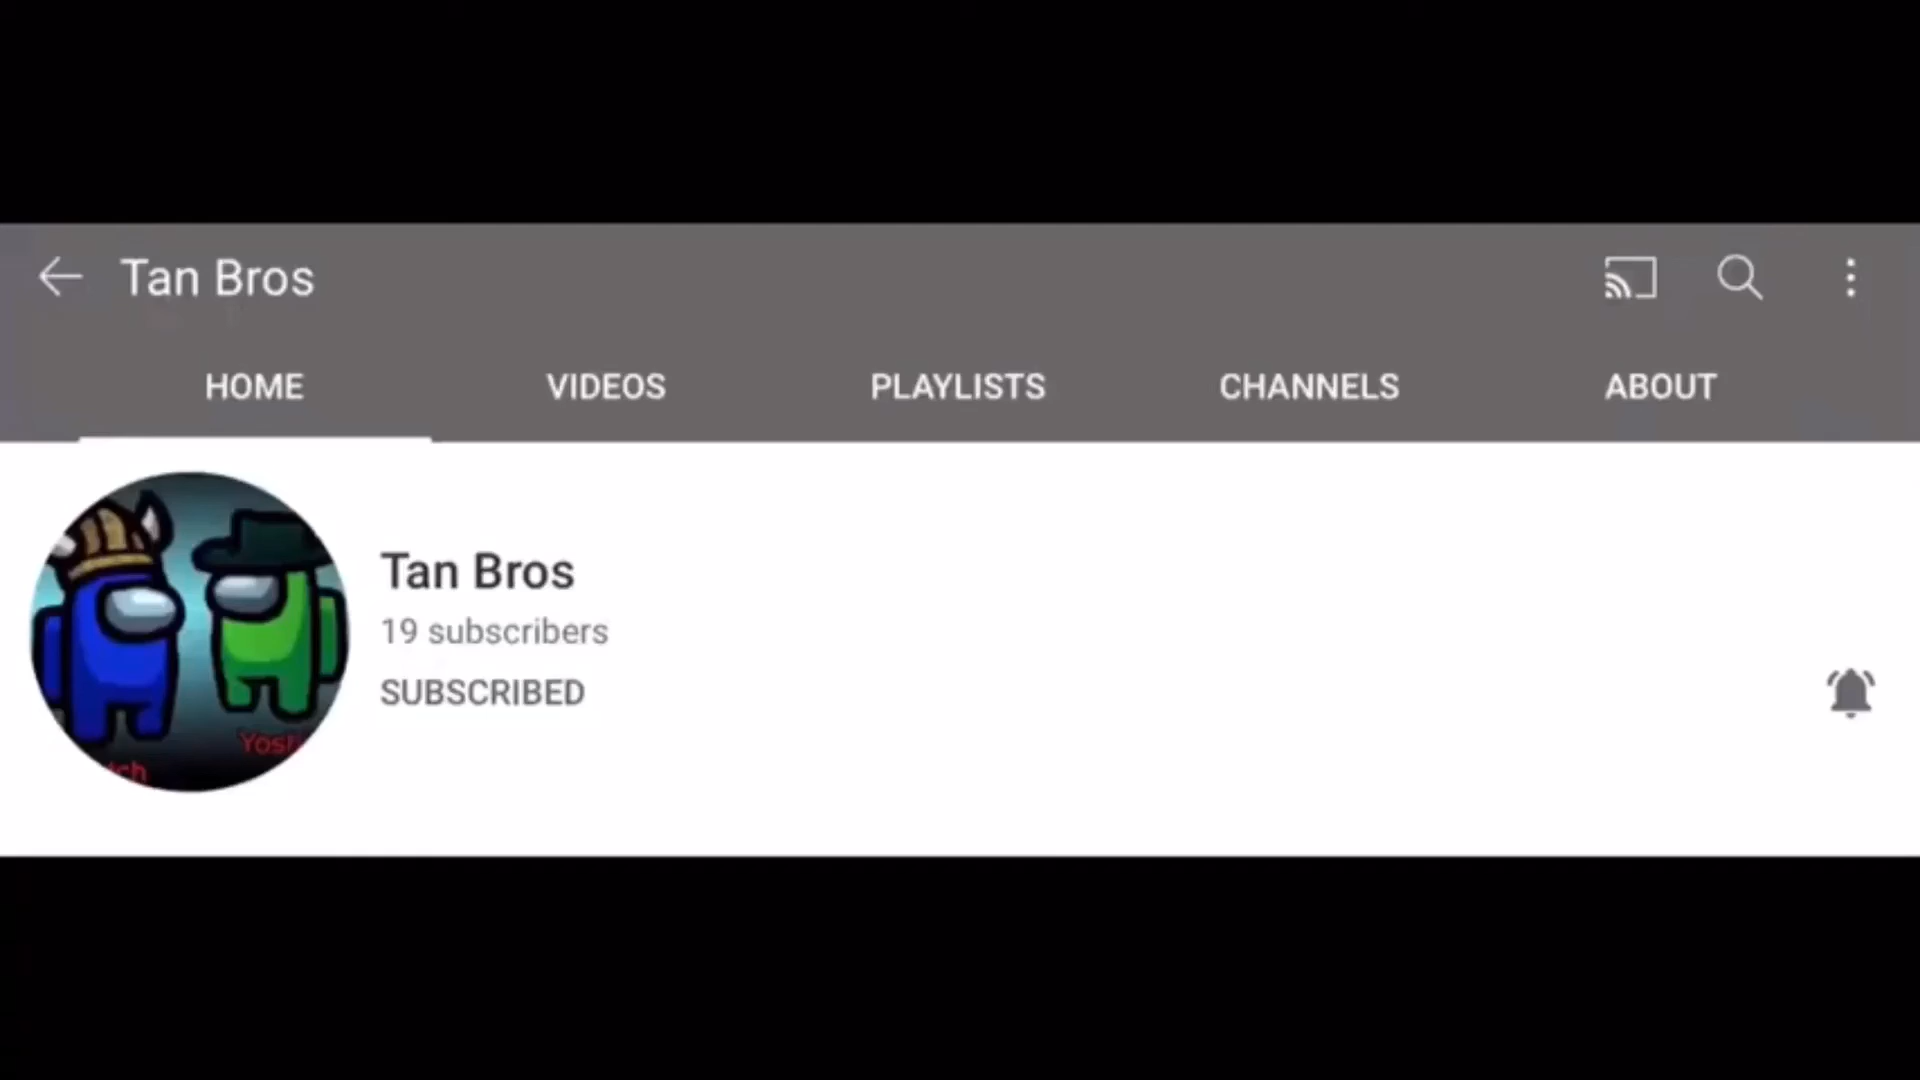 Tan Bros
HOME VIDEOS PLAYLISTS CHANNELS ABOUT
Tan Bros
19 subscribers
SUBSCRIBED